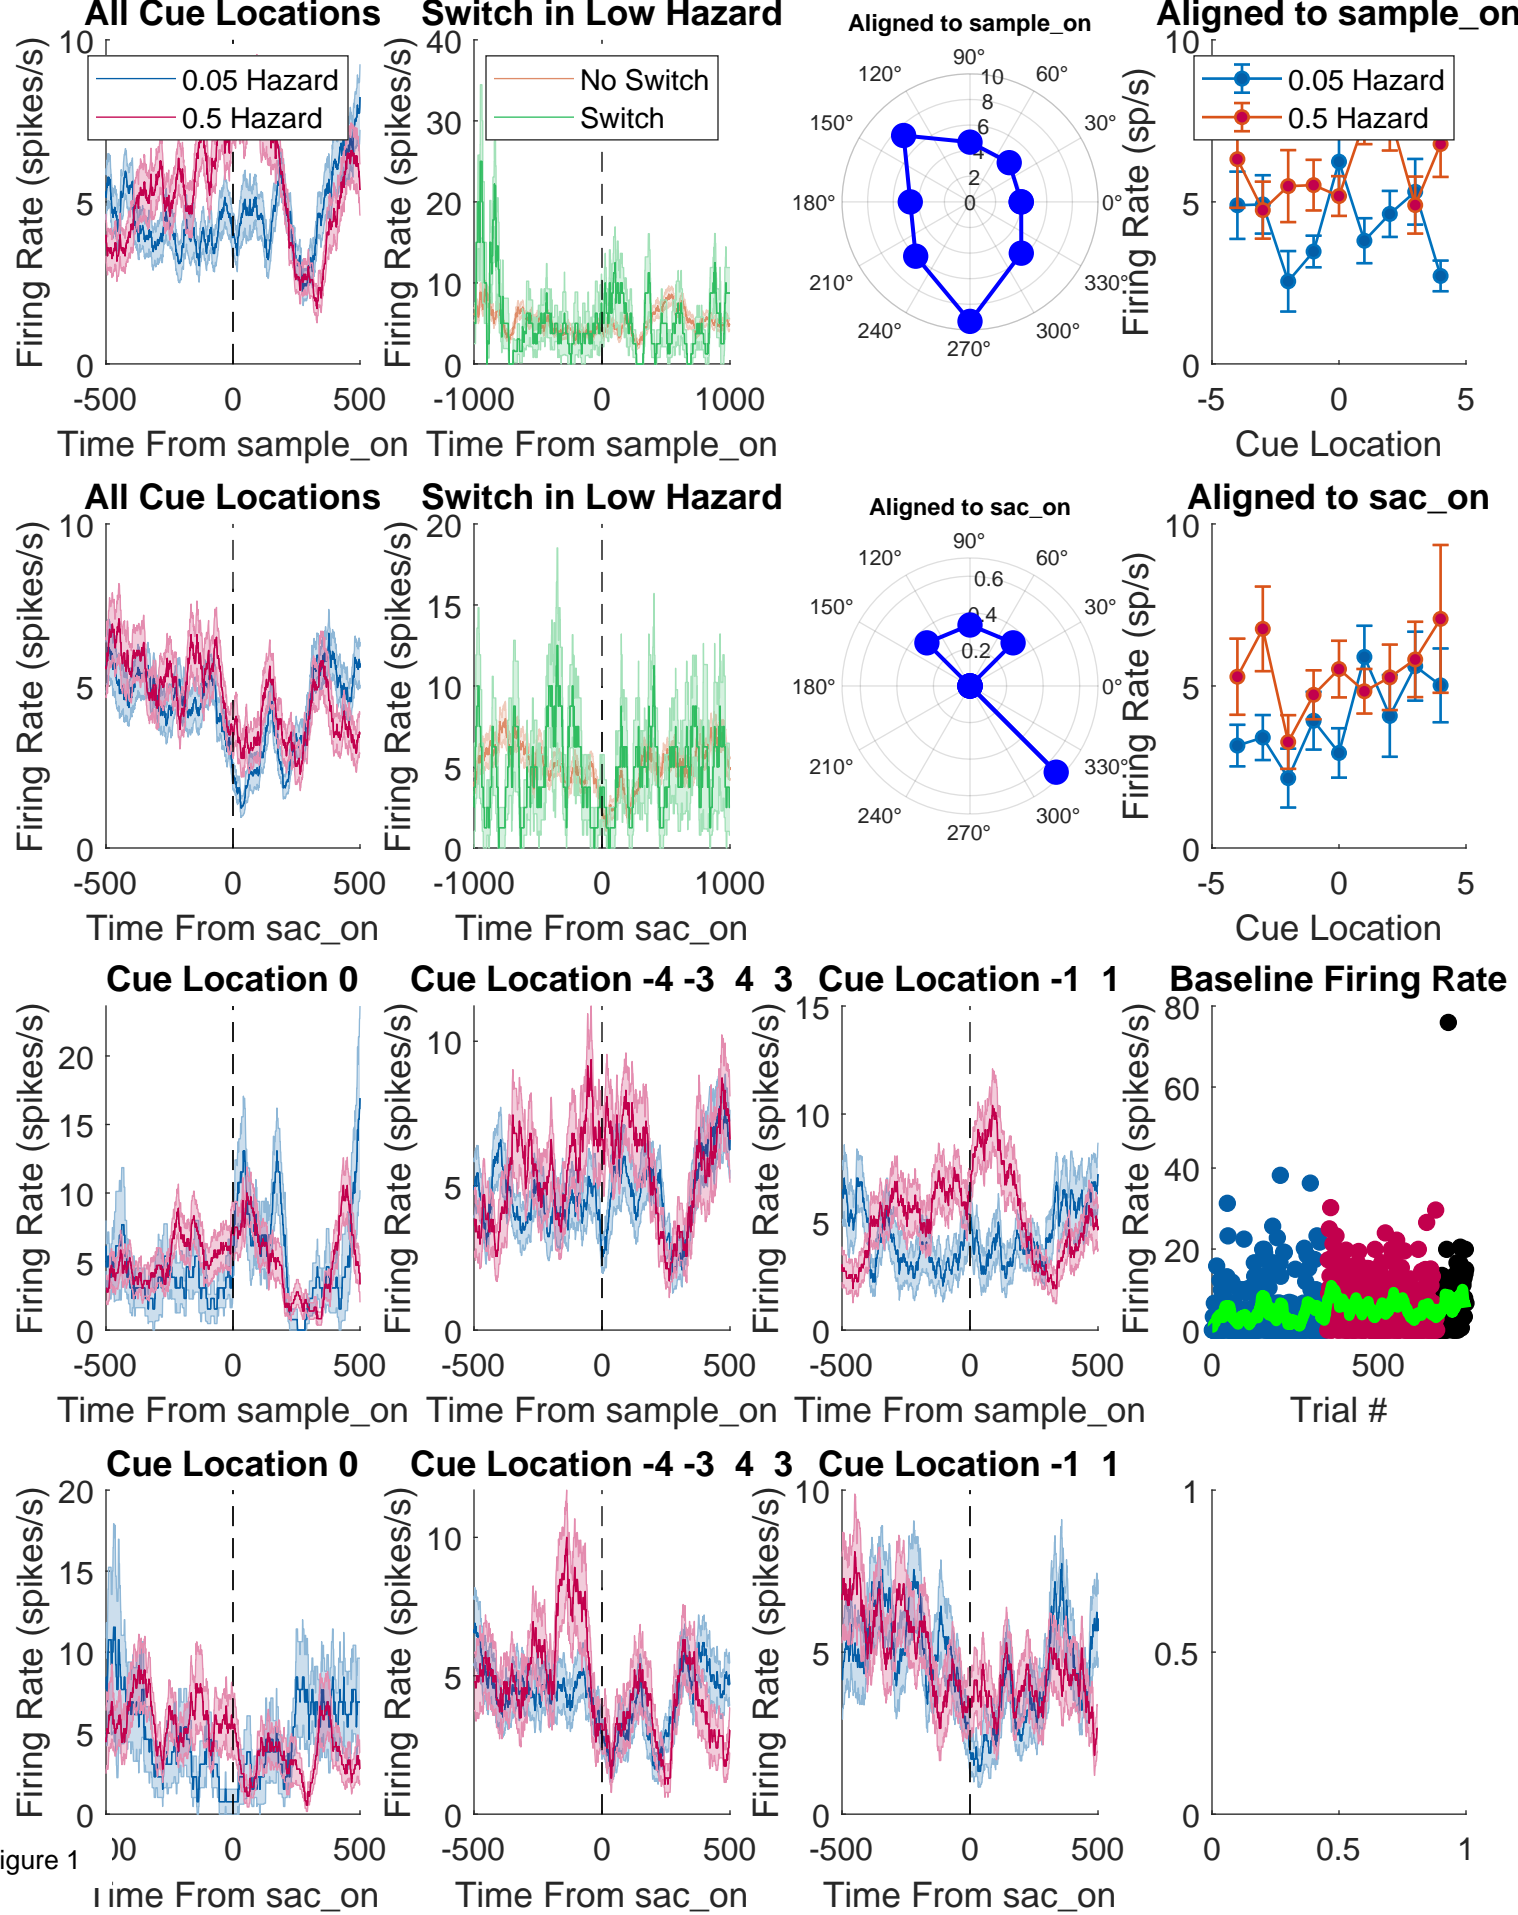 All Cue Locations
Switch in Low Hazard
Aligned to sample_on
Aligned to sample_on
0.05 Hazard
0.5 Hazard
No Switch
Switch
0.05 Hazard
0.5 Hazard
Firing Rate (spikes/s)
10
5
0
-500
0
500
Time From sample_on
Firing Rate (spikes/s)
40
30
20
10
0
-1000
0
1000
Time From sample_on
90°
60°
30°
0°
330°
300°
270°
240°
210°
180°
150°
120°
10
8
6
4
2
0
Firing Rate (sp/s)
10
5
0
-5
0
5
Cue Location
All Cue Locations
Switch in Low Hazard
Aligned to sac_on
Aligned to sac_on
Firing Rate (spikes/s)
10
5
0
-500
0
500
Time From sac_on
Firing Rate (spikes/s)
20
15
10
5
0
-1000
0
1000
Time From sac_on
90°
60°
30°
0°
330°
300°
270°
240°
210°
180°
150°
120°
0.6
0.4
0.2
Firing Rate (sp/s)
10
5
0
-5
0
5
Cue Location
Cue Location 0
Cue Location -4 -3 4 3
Cue Location -1 1
Baseline Firing Rate
Firing Rate (spikes/s)
20
15
10
5
0
-500
0
500
Time From sample_on
Firing Rate (spikes/s)
10
5
0
-500
0
500
Time From sample_on
Firing Rate (spikes/s)
15
10
5
0
-500
0
500
Time From sample_on
Firing Rate (spikes/s)
80
60
40
20
0
0
500
Trial #
Cue Location 0
Cue Location -4 -3 4 3
Cue Location -1 1
Firing Rate (spikes/s)
20
15
10
5
0
00
0
500
Time From sac_on
Firing Rate (spikes/s)
10
5
0
-500
0
500
Time From sac_on
Firing Rate (spikes/s)
10
5
0
-500
0
500
Time From sac_on
1
0.5
0
0
0.5
1
igure 1